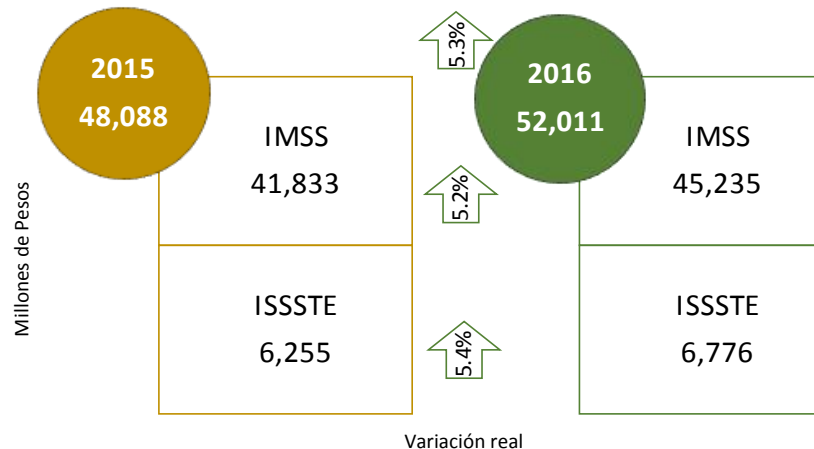 2015
48,088
IMSS
41,833
ISSSTE
6,255
5.3%
5.2%
5.4%
2016
52,011
IMSS
45,235
ISSSTE
6,776
Millones de Pesos
Variación real